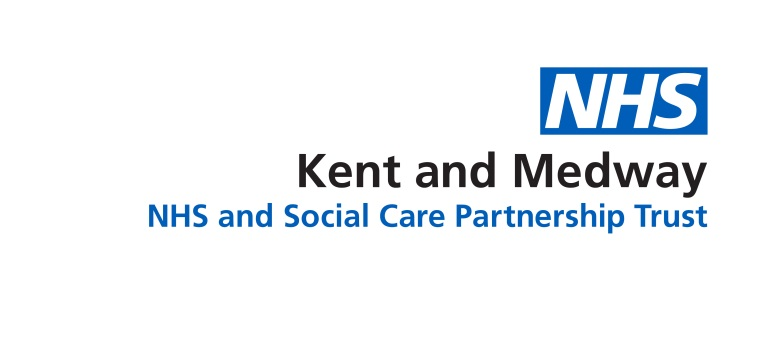 NHS
Kent and Medway
NHS and Social Care Partnership Trust